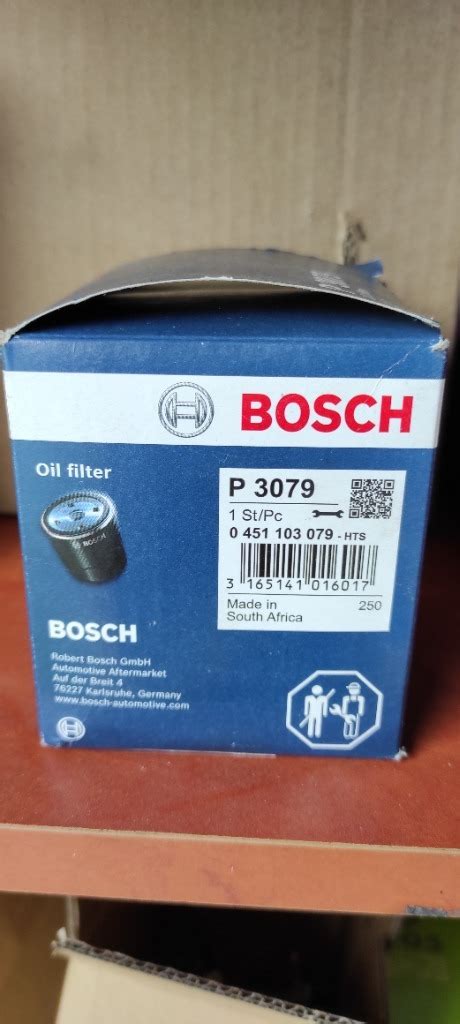 BOSCH
Oil filter
BOSCH
P 3079
1 St/Pc
0 451 103 079 - HTS
3 165141 016017
Made in
South Africa
250
BOSCH
Robert Bosch GmbH
Automotive Aftermarket
Auf der Breit 4
76227 Karlsruhe, Germany
www.bosch-automotive.com